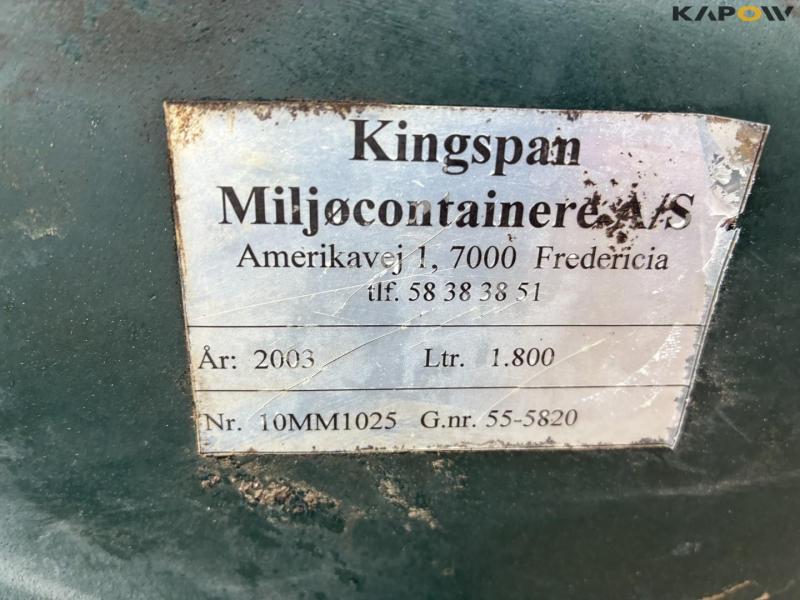 KAPOW
Kingspan
Miljøcontainere A/S
Amerikavej 1, 7000 Fredericia
tlf. 58 38 38 51
År: 2003 Ltr. 1.800
Nr. 10MM1025 G.nr. 55-5820